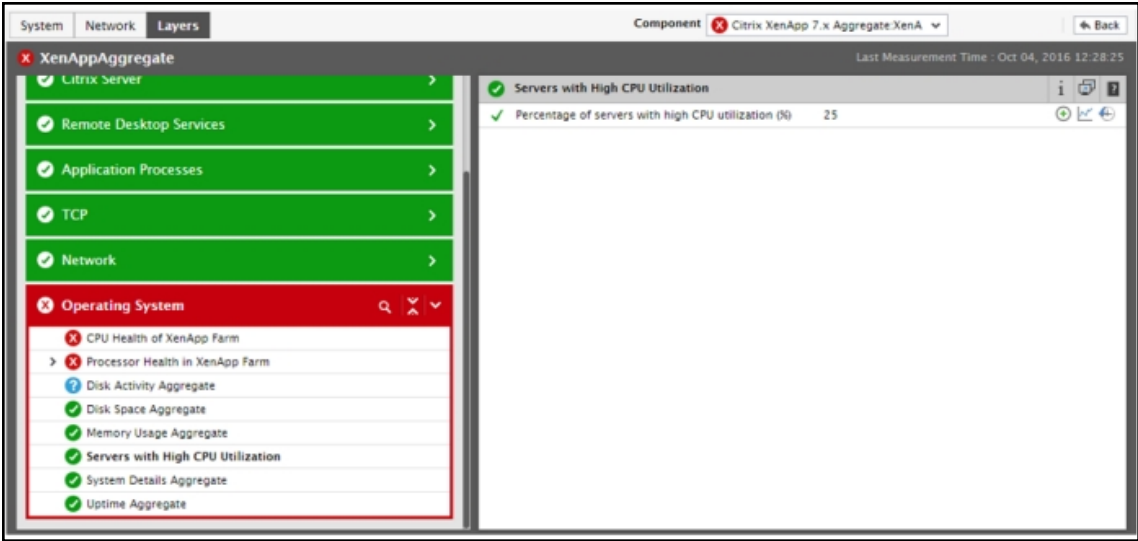 System Network Layers Component Citrix XenApp 7.x Aggregate:XenA Back
XenAppAggregate Last Measurement Time : Oct 04, 2016 12:28:25
Citrix Server
Remote Desktop Services
Application Processes
TCP
Network
Operating System
CPU Health of XenApp Farm
Processor Health in XenApp Farm
Disk Activity Aggregate
Disk Space Aggregate
Memory Usage Aggregate
Servers with High CPU Utilization
System Details Aggregate
Uptime Aggregate
Servers with High CPU Utilization
Percentage of servers with high CPU utilization (%) 25